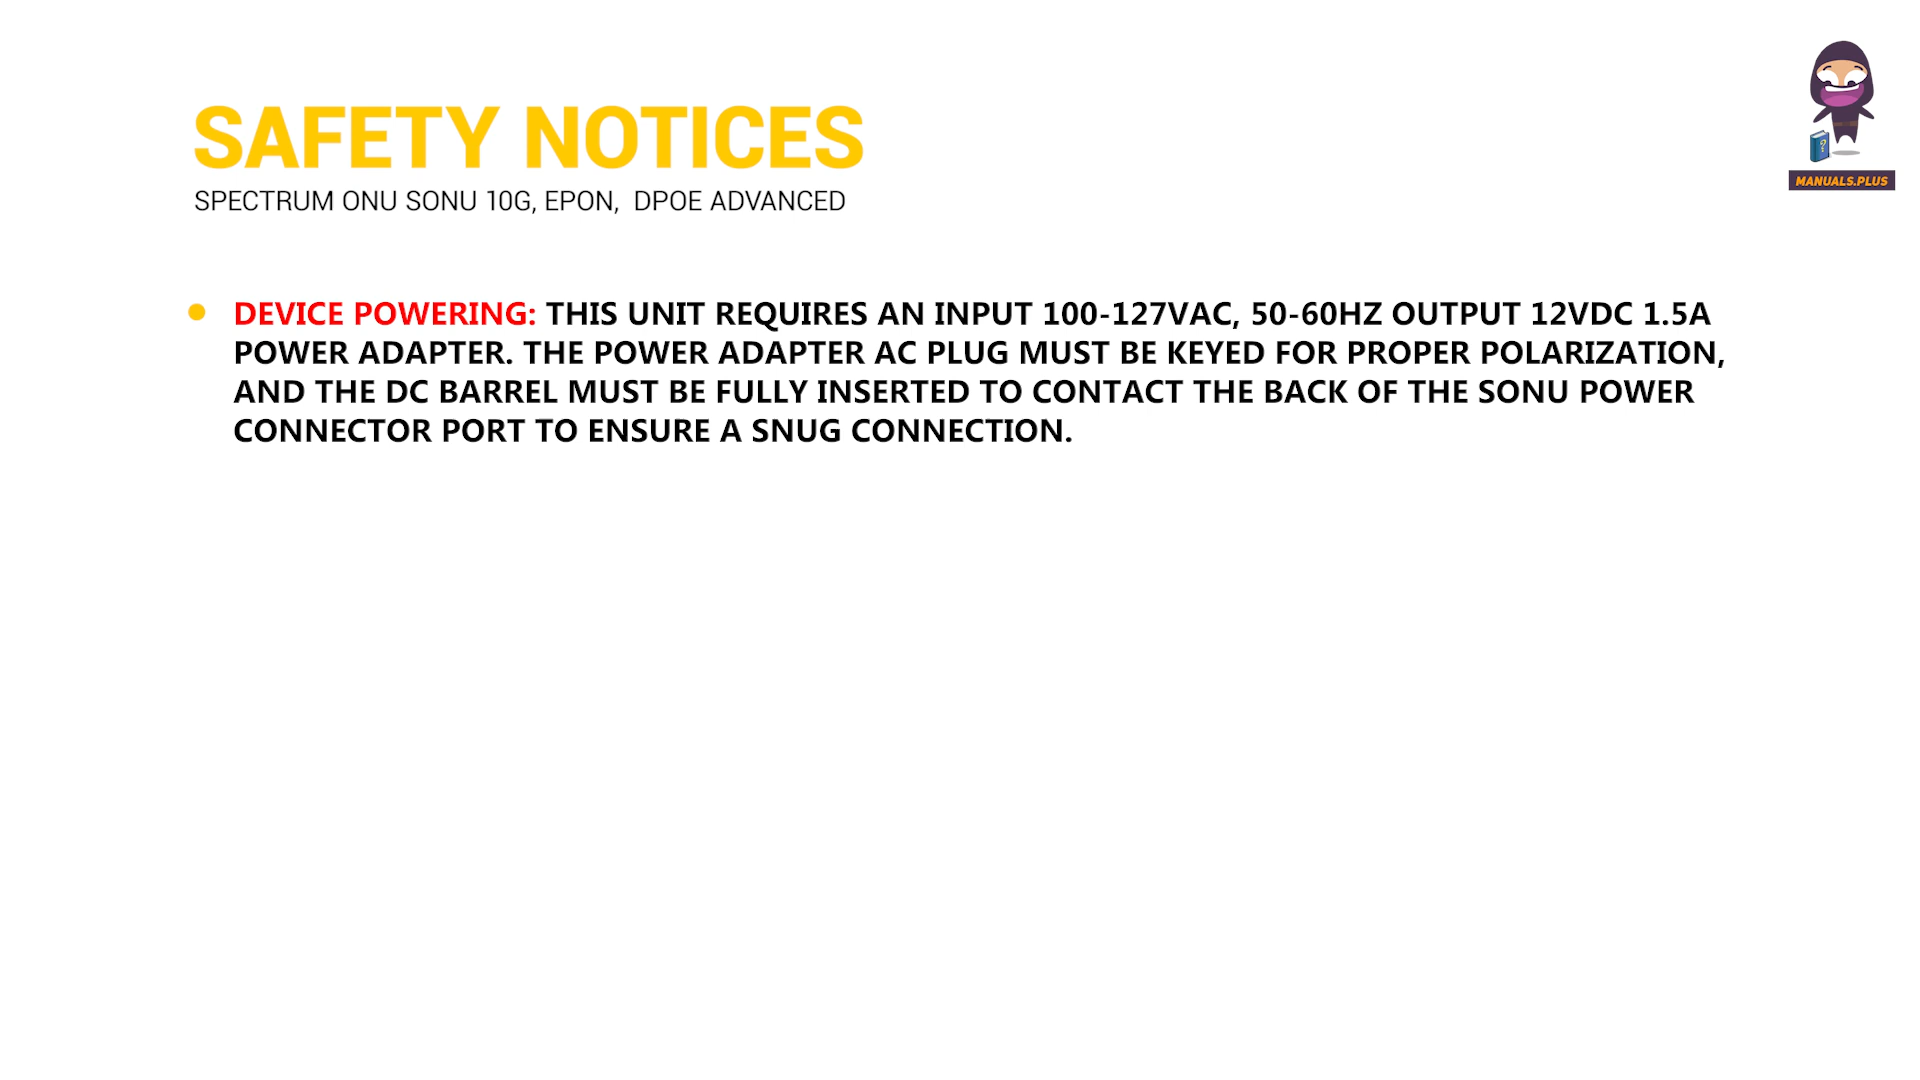 SAFETY NOTICES
SPECTRUM ONU SONU 10G, EPON, DPOE ADVANCED
MANUALS.PLUS
DEVICE POWERING: THIS UNIT REQUIRES AN INPUT 100-127VAC, 50-60HZ OUTPUT 12VDC 1.5A
POWER ADAPTER. THE POWER ADAPTER AC PLUG MUST BE KEYED FOR PROPER POLARIZATION,
AND THE DC BARREL MUST BE FULLY INSERTED TO CONTACT THE BACK OF THE SONU POWER
CONNECTOR PORT TO ENSURE A SNUG CONNECTION.